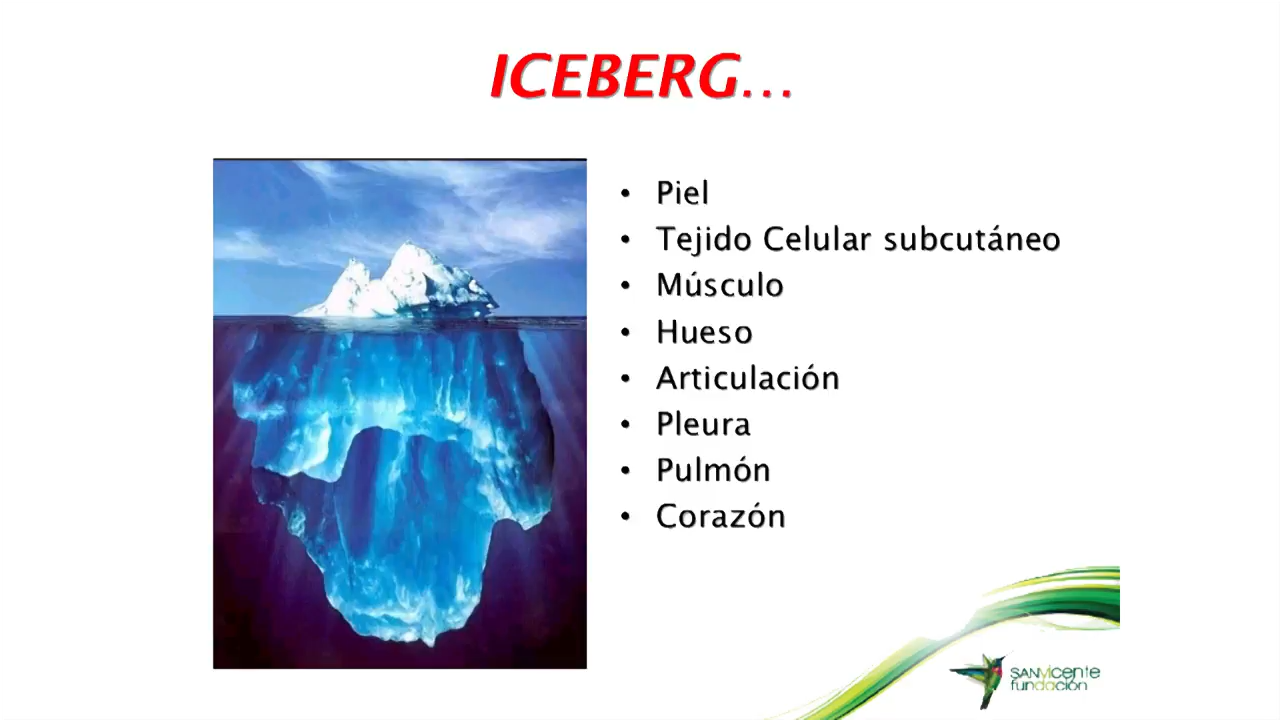 ICEBERG...
• Piel
• Tejido Celular subcutáneo
• Músculo
• Hueso
• Articulación
• Pleura
• Pulmón
• Corazón
SANVICENTE
fundación